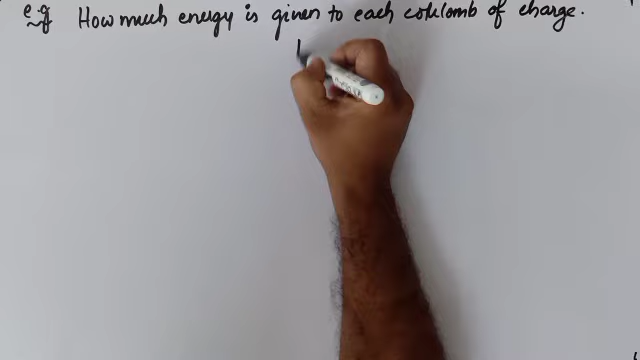 e.g How much energy is given to each coulomb of charge.